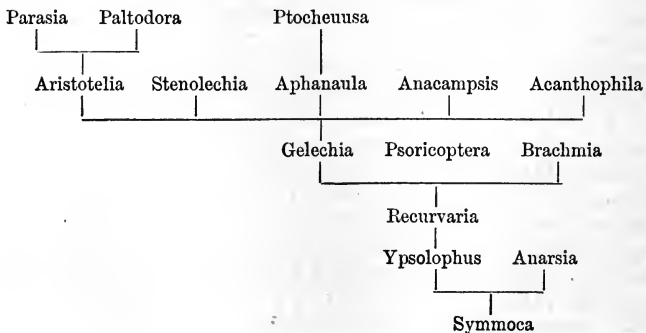 Parasia Paltodora Ptocheuusa
Aristotelia Stenolechia Aphanaula Anacampsis Acanthophila
Gelechia Psoricoptera Brachmia
Recurvaria
Ypsolophus Anarsia
Symmoca